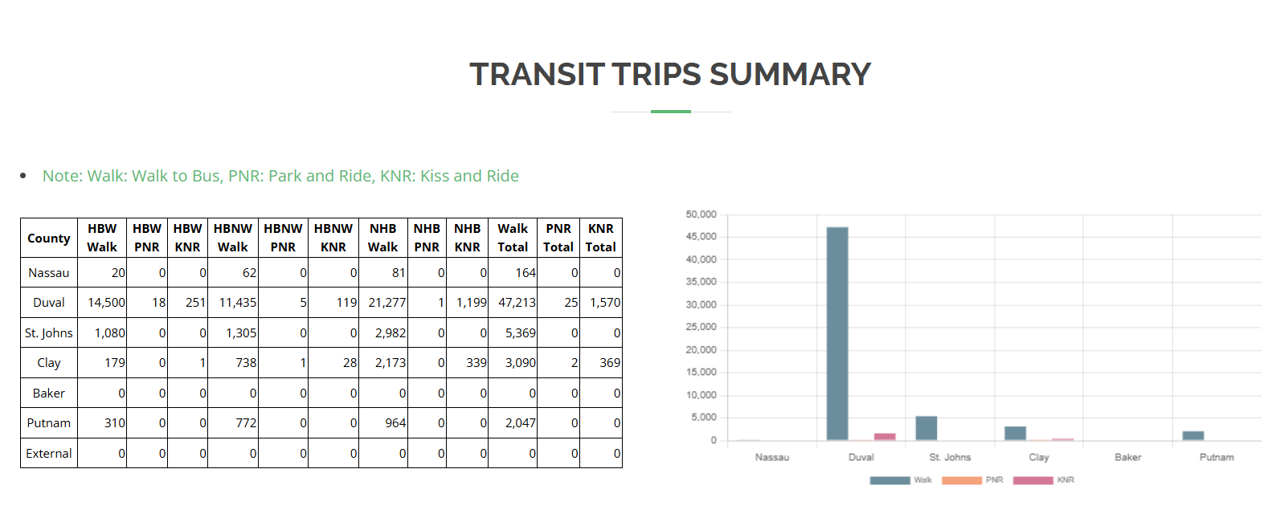 TRANSIT TRIPS SUMMARY
Note: Walk: Walk to Bus, PNR: Park and Ride, KNR: Kiss and Ride
County HBW Walk HBW PNR HBW KNR HBNW Walk HBNW PNR HBNW KNR NHB Walk NHB PNR NHB KNR Walk Total PNR Total KNR Total
Nassau 20 0 0 62 0 0 81 0 0 164 0 0
Duval 14,500 18 251 11,435 5 119 21,277 1 1,199 47,213 25 1,570
St. Johns 1,080 0 0 1,305 0 0 2,982 0 0 5,369 0 0
Clay 179 0 1 738 1 28 2,173 0 339 3,090 2 369
Baker 0 0 0 0 0 0 0 0 0 0 0 0
Putnam 310 0 0 772 0 0 964 0 0 2,047 0 0
External 0 0 0 0 0 0 0 0 0 0 0 0
50,000
45,000
40,000
35,000
30,000
25,000
20,000
15,000
10,000
5,000
0
Nassau Duval St. Johns Clay Baker Putnam
Walk PNR KNR